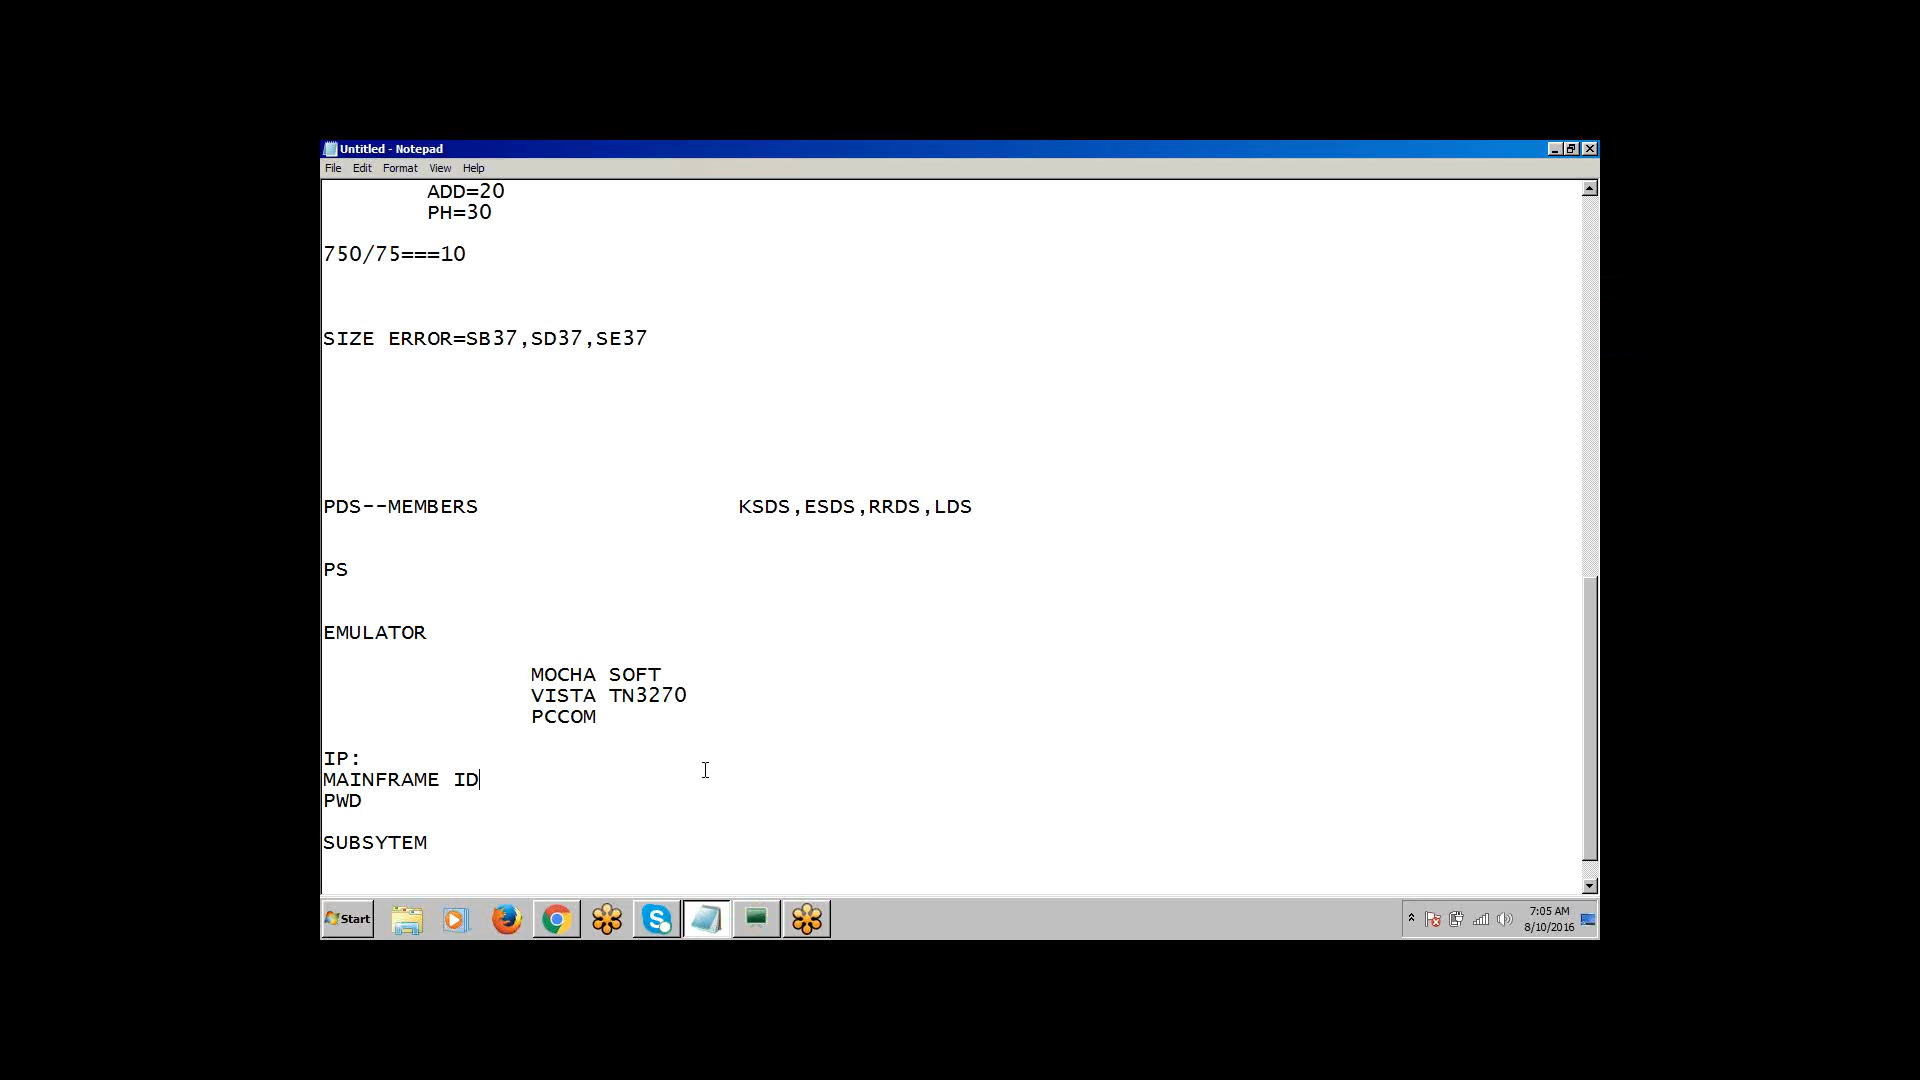 Untitled - Notepad
File Edit Format View Help
ADD=20
PH=30
750/75===10
SIZE ERROR=SB37,SD37,SE37
PDS--MEMBERS KSDS,ESDS,RRDS,LDS
PS
EMULATOR
MOCHA SOFT
VISTA TN3270
PCCOM
IP:
MAINFRAME ID
PWD
SUBSYTEM
Start
7:05 AM
8/10/2016